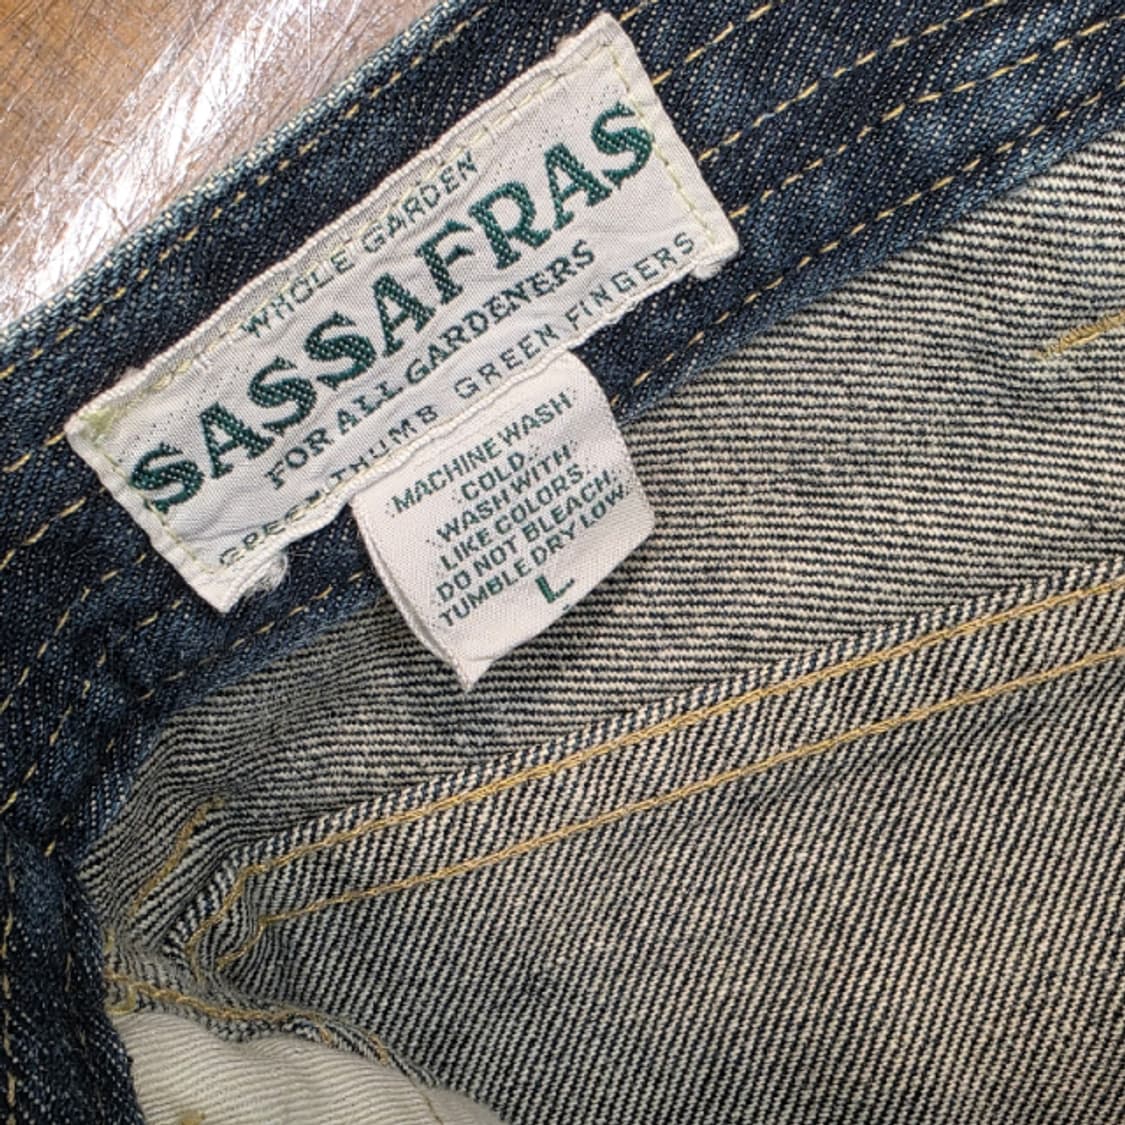 WHOLE GARDEN
SASSAFRAS
FOR ALL GARDENERS
GREEN THUMB GREEN FINGERS
MACHINE WASH
COLD.
WASH WITH
LIKE COLORS.
DO NOT BLEACH.
TUMBLE DRY LOW.
L